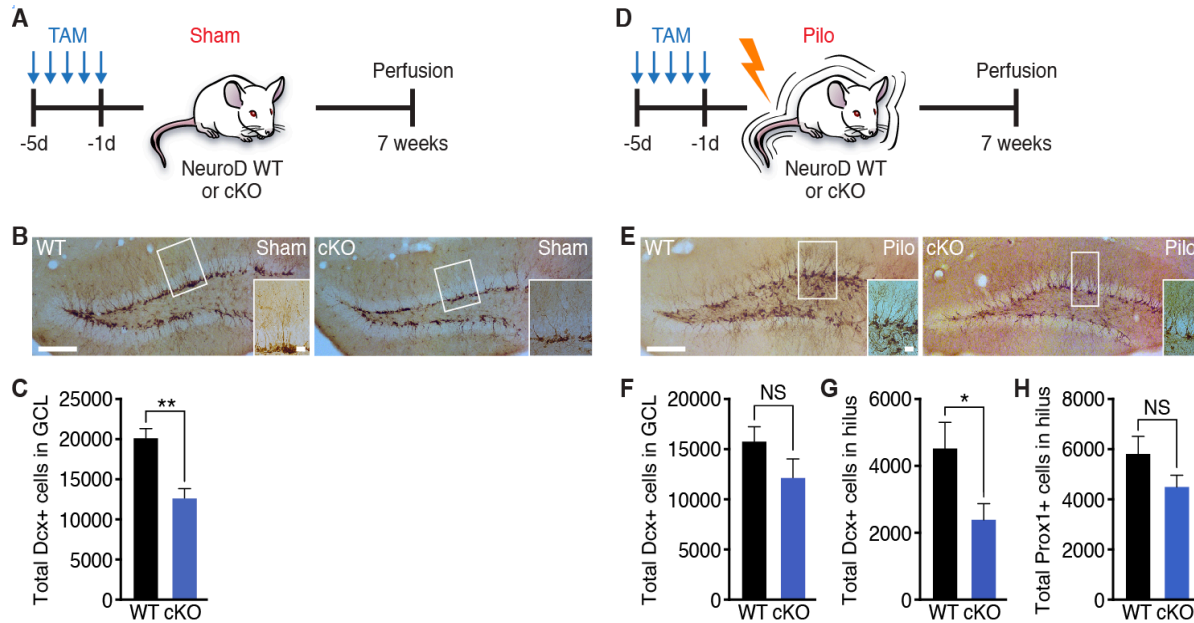 A
TAM
Sham
Perfusion
-5d
-1d
7 weeks
NeuroD WT
or cKO
B
WT
Sham
cKO
Sham
C
Total Dcx+ cells in GCL
25000
20000
15000
10000
5000
0
**
WT cKO
D
TAM
Pilo
Perfusion
-5d
-1d
7 weeks
NeuroD WT
or cKO
E
WT
Pilo
cKO
Pilo
F
Total Dcx+ cells in GCL
20000
15000
10000
5000
0
NS
WT cKO
G
Total Dcx+ cells in hilus
6000
4000
2000
0
*
WT cKO
H
Total Prox1+ cells in hilus
8000
6000
4000
2000
0
NS
WT cKO